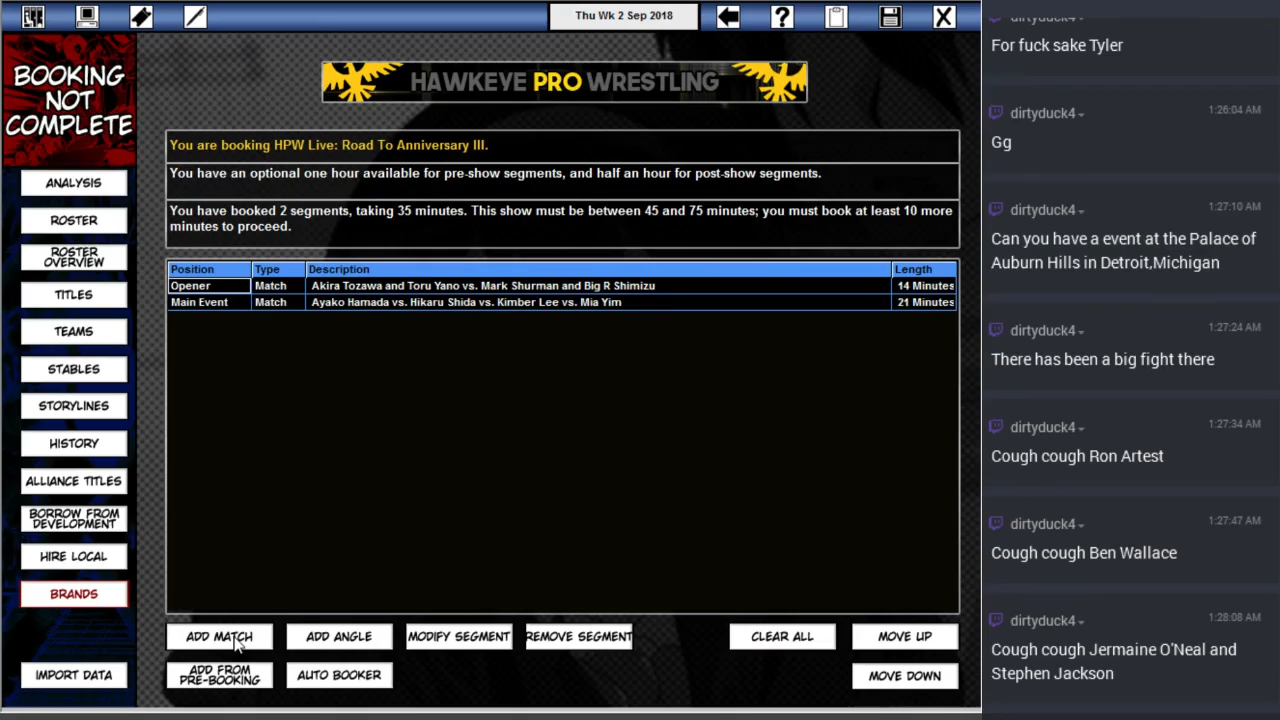 Thu Wk 2 Sep 2018
?
X
BOOKING
NOT
COMPLETE
HAWKEYE PRO WRESTLING
You are booking HPW Live: Road To Anniversary III.
You have an optional one hour available for pre-show segments, and half an hour for post-show segments.
You have booked 2 segments, taking 35 minutes. This show must be between 45 and 75 minutes; you must book at least 10 more
minutes to proceed.
Position Type Description Length
Opener Match Akira Tozawa and Toru Yano vs. Mark Shurman and Big R Shimizu 14 Minutes
Main Event Match Ayako Hamada vs. Hikaru Shida vs. Kimber Lee vs. Mia Yim 21 Minutes
ANALYSIS
ROSTER
ROSTER
OVERVIEW
TITLES
TEAMS
STABLES
STORYLINES
HISTORY
ALLIANCE TITLES
BORROW FROM
DEVELOPMENT
HIRE LOCAL
BRANDS
IMPORT DATA
ADD MATCH
ADD ANGLE
MODIFY SEGMENT
REMOVE SEGMENT
CLEAR ALL
MOVE UP
ADD FROM
PRE-BOOKING
AUTO BOOKER
MOVE DOWN
dirtyduck4
For fuck sake Tyler
dirtyduck4 1:26:04 AM
Gg
dirtyduck4 1:27:10 AM
Can you have a event at the Palace of
Auburn Hills in Detroit,Michigan
dirtyduck4 1:27:24 AM
There has been a big fight there
dirtyduck4 1:27:34 AM
Cough cough Ron Artest
dirtyduck4 1:27:47 AM
Cough cough Ben Wallace
dirtyduck4 1:28:08 AM
Cough cough Jermaine O'Neal and
Stephen Jackson